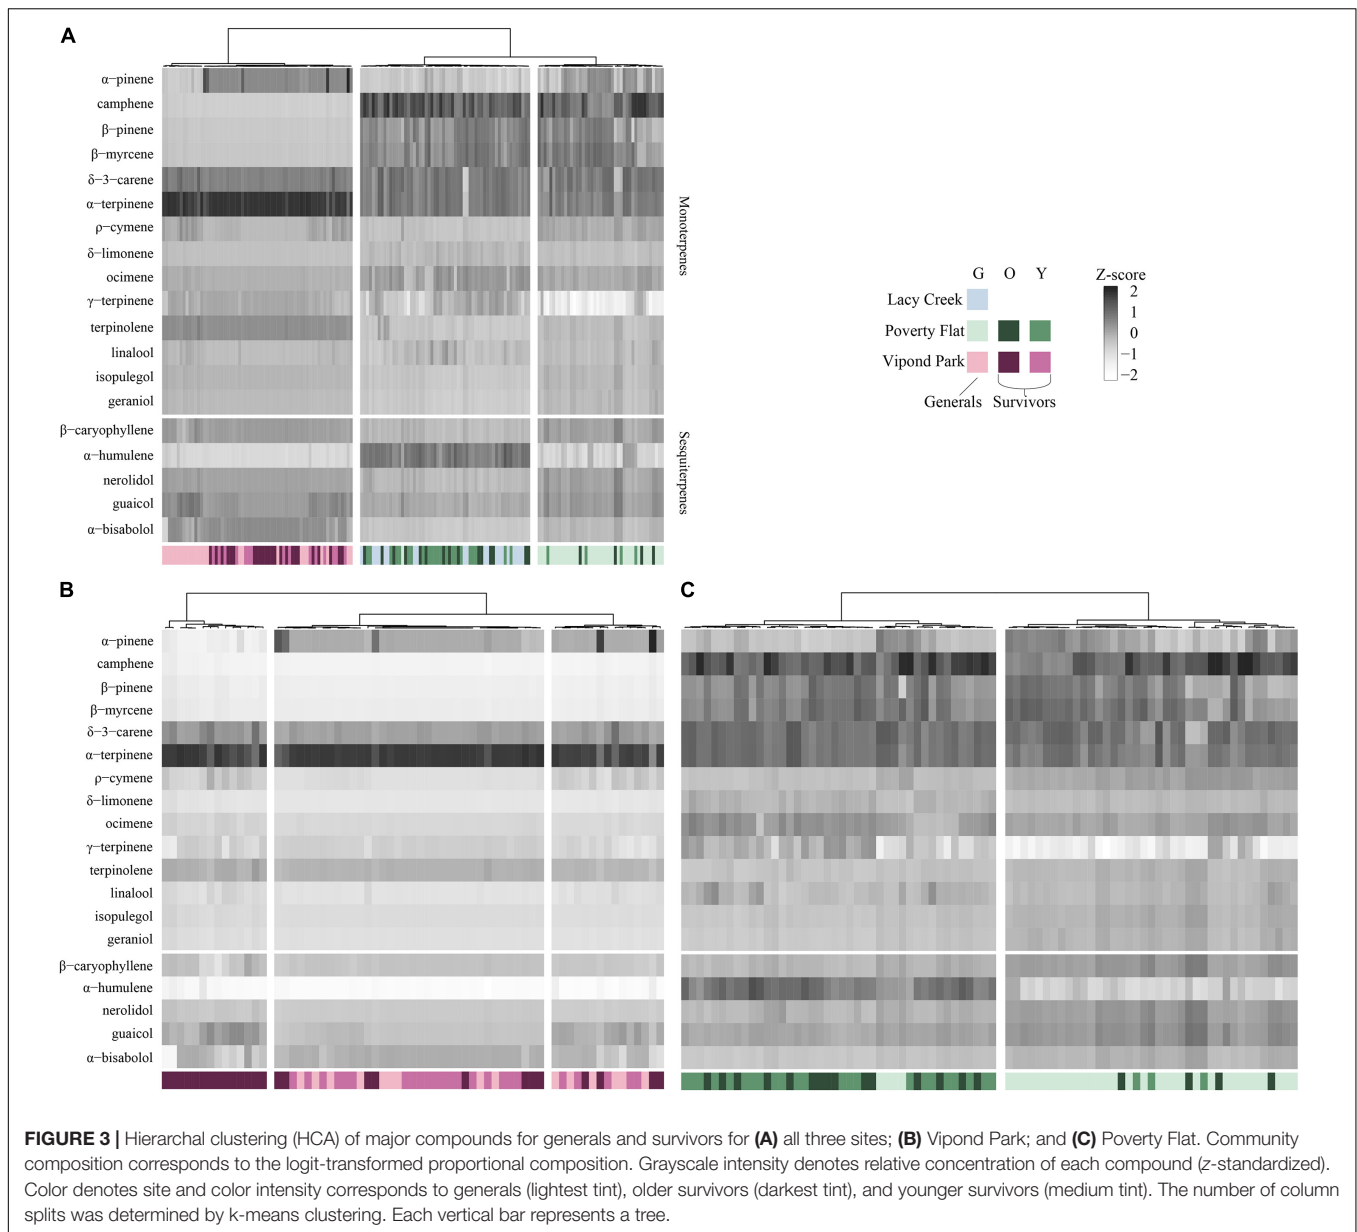 A
α−pinene
camphene
β−pinene
β−myrcene
δ−3−carene
α−terpinene
ρ−cymene
δ−limonene
ocimene
γ−terpinene
terpinolene
linalool
isopulegol
geraniol
β−caryophyllene
α−humulene
nerolidol
guaicol
α−bisabolol
Monoterpenes
Sesquiterpenes
G O Y
Lacy Creek
Poverty Flat
Vipond Park
Generals Survivors
Z-score
2
1
0
−1
−2
B
α−pinene
camphene
β−pinene
β−myrcene
δ−3−carene
α−terpinene
ρ−cymene
δ−limonene
ocimene
γ−terpinene
terpinolene
linalool
isopulegol
geraniol
β−caryophyllene
α−humulene
nerolidol
guaicol
α−bisabolol
C
FIGURE 3 | Hierarchal clustering (HCA) of major compounds for generals and survivors for (A) all three sites; (B) Vipond Park; and (C) Poverty Flat. Community
composition corresponds to the logit-transformed proportional composition. Grayscale intensity denotes relative concentration of each compound (z-standardized).
Color denotes site and color intensity corresponds to generals (lightest tint), older survivors (darkest tint), and younger survivors (medium tint). The number of column
splits was determined by k-means clustering. Each vertical bar represents a tree.